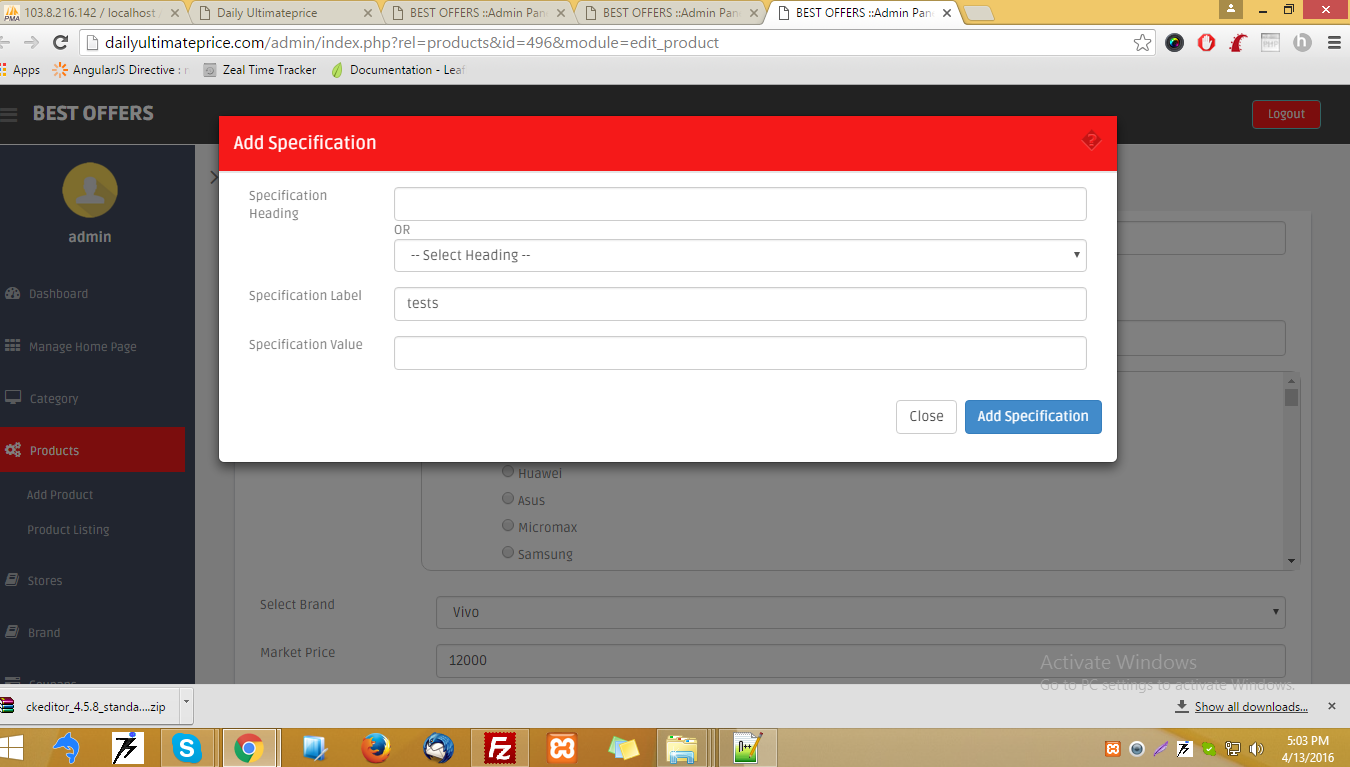 103.8.216.142 / localhost
Daily Ultimateprice
BEST OFFERS ::Admin Pan
BEST OFFERS ::Admin Pan
BEST OFFERS ::Admin Pan
dailyultimateprice.com/admin/index.php?rel=products&id=496&module=edit_product
Apps
AngularJS Directive :
Zeal Time Tracker
Documentation - Leaf
BEST OFFERS
Logout
Add Specification
Specification
Heading
OR
-- Select Heading --
Specification Label
tests
Specification Value
Close
Add Specification
admin
Dashboard
Manage Home Page
Category
Products
Add Product
Product Listing
Stores
Brand
Coupons
Huawei
Asus
Micromax
Samsung
Select Brand
Vivo
Market Price
12000
Activate Windows
Go to PC settings to activate Windows.
ckeditor_4.5.8_standa....zip
Show all downloads...
5:03 PM
4/13/2016